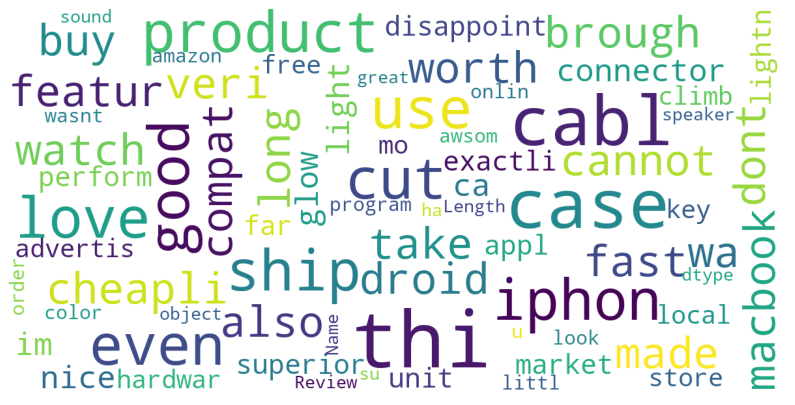 sound
buy
product
disappoint
brough
lightn
amazon
free
worth
connector
featur
veri
great
onlin
climb
wasnt
good
compat
long
light
use
cabl
speaker
dont
watch
mo
awsom
exactli
cannot
perform
glow
cut
ca
case
key
love
far
program
ha
Length
macbook
advertis
take
appl
fast
wa
ship
droid
dtype
order
cheapli
iphon
color
object
also
Name
thi
u
look
local
im
even
superior
market
made
nice
hardwar
Review
su
unit
littl
store